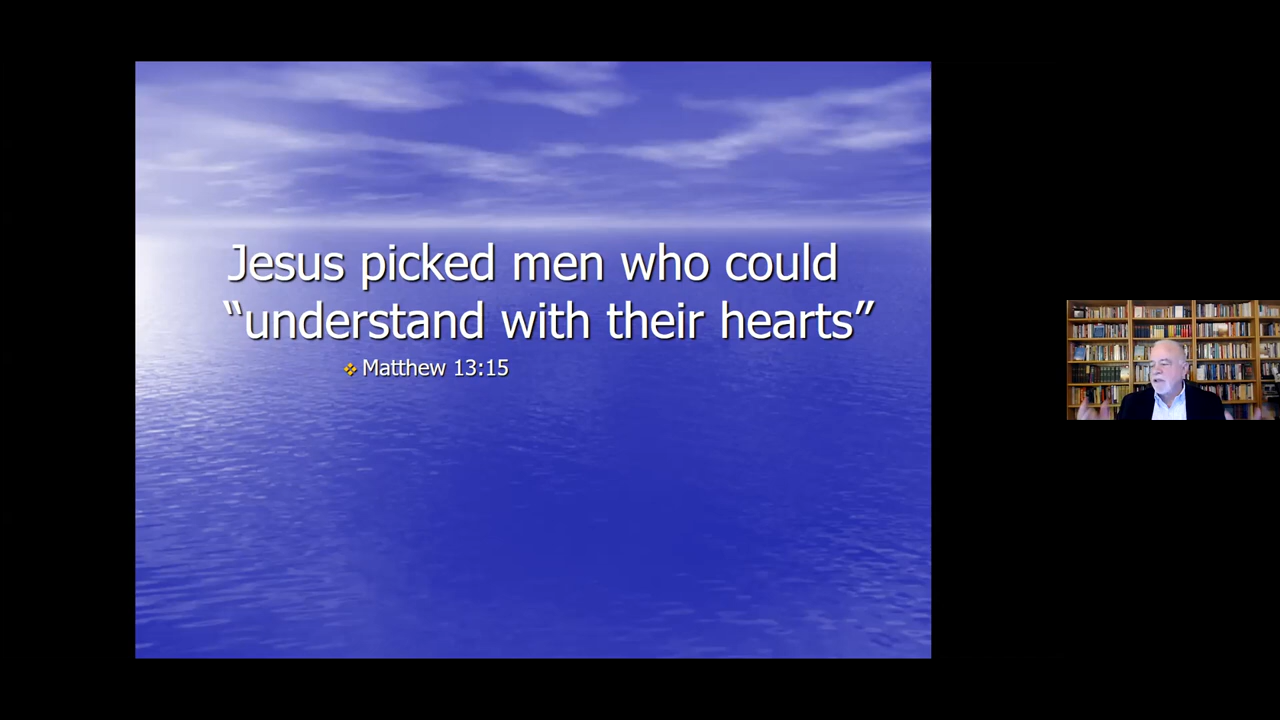 Jesus picked men who could
“understand with their hearts”
❖ Matthew 13:15